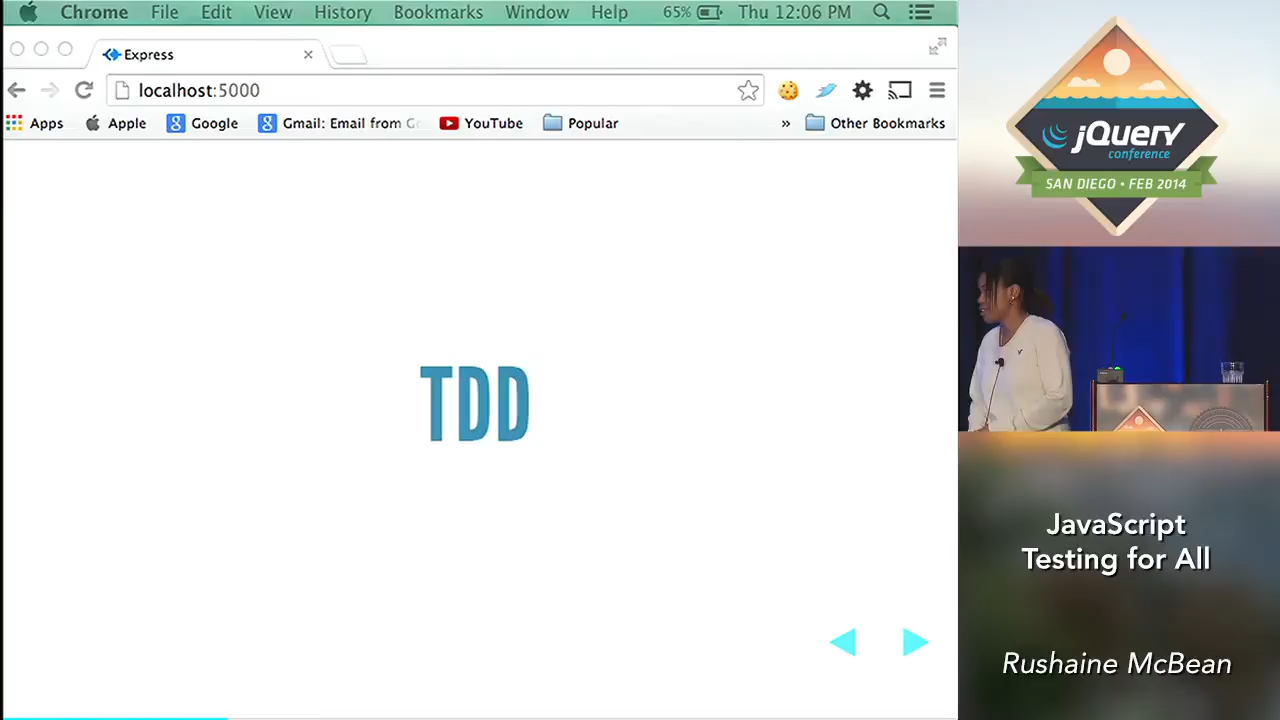 Chrome File Edit View History Bookmarks Window Help 65% Thu 12:06 PM
Express
localhost:5000
Apps Apple Google Gmail: Email from G YouTube Popular » Other Bookmarks
TDD
jQuery
conference
SAN DIEGO • FEB 2014
JavaScript
Testing for All
Rushaine McBean